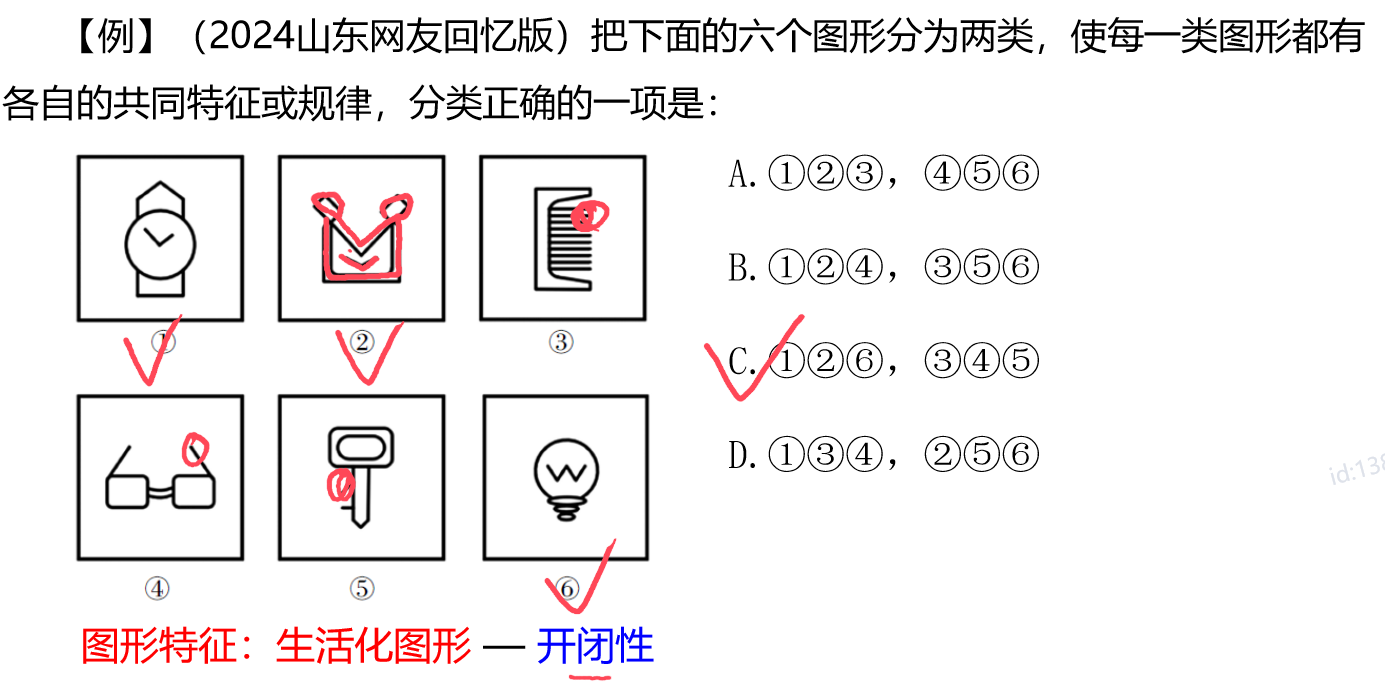 【例】（2024山东网友回忆版）把下面的六个图形分为两类，使每一类图形都有
各自的共同特征或规律，分类正确的一项是：
A.①②③，④⑤⑥
B.①②④，③⑤⑥
C.①②⑥，③④⑤
D.①③④，②⑤⑥
① ② ③
④ ⑤ ⑥
图形特征：生活化图形 — 开闭性
id:138